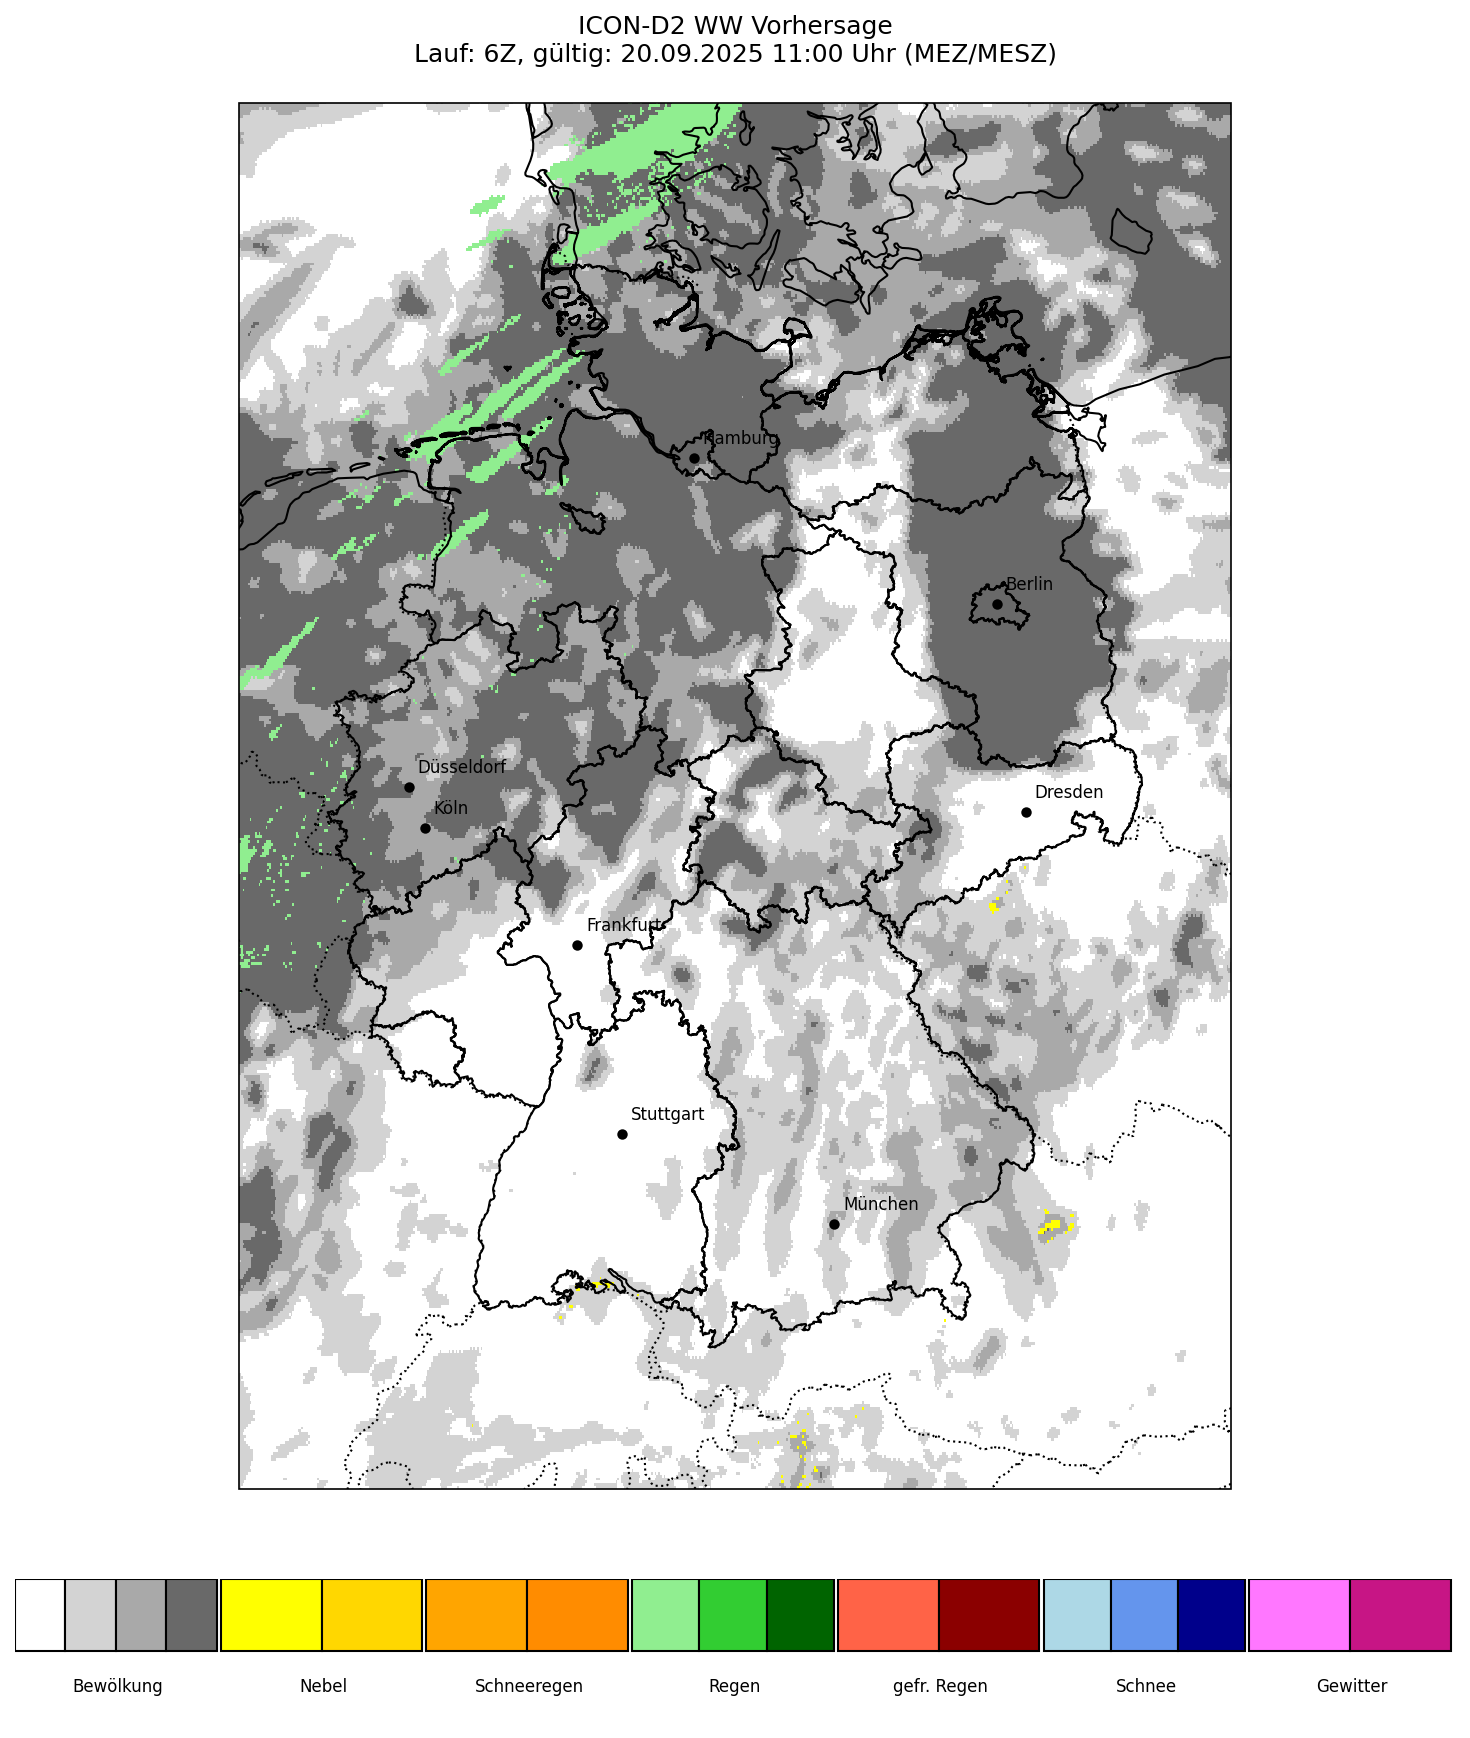 ICON-D2 WW Vorhersage
Lauf: 6Z, gültig: 20.09.2025 11:00 Uhr (MEZ/MESZ)
Hamburg
Berlin
Düsseldorf
Köln
Dresden
Frankfurt
Stuttgart
München
Bewölkung
Nebel
Schneeregen
Regen
gefr. Regen
Schnee
Gewitter